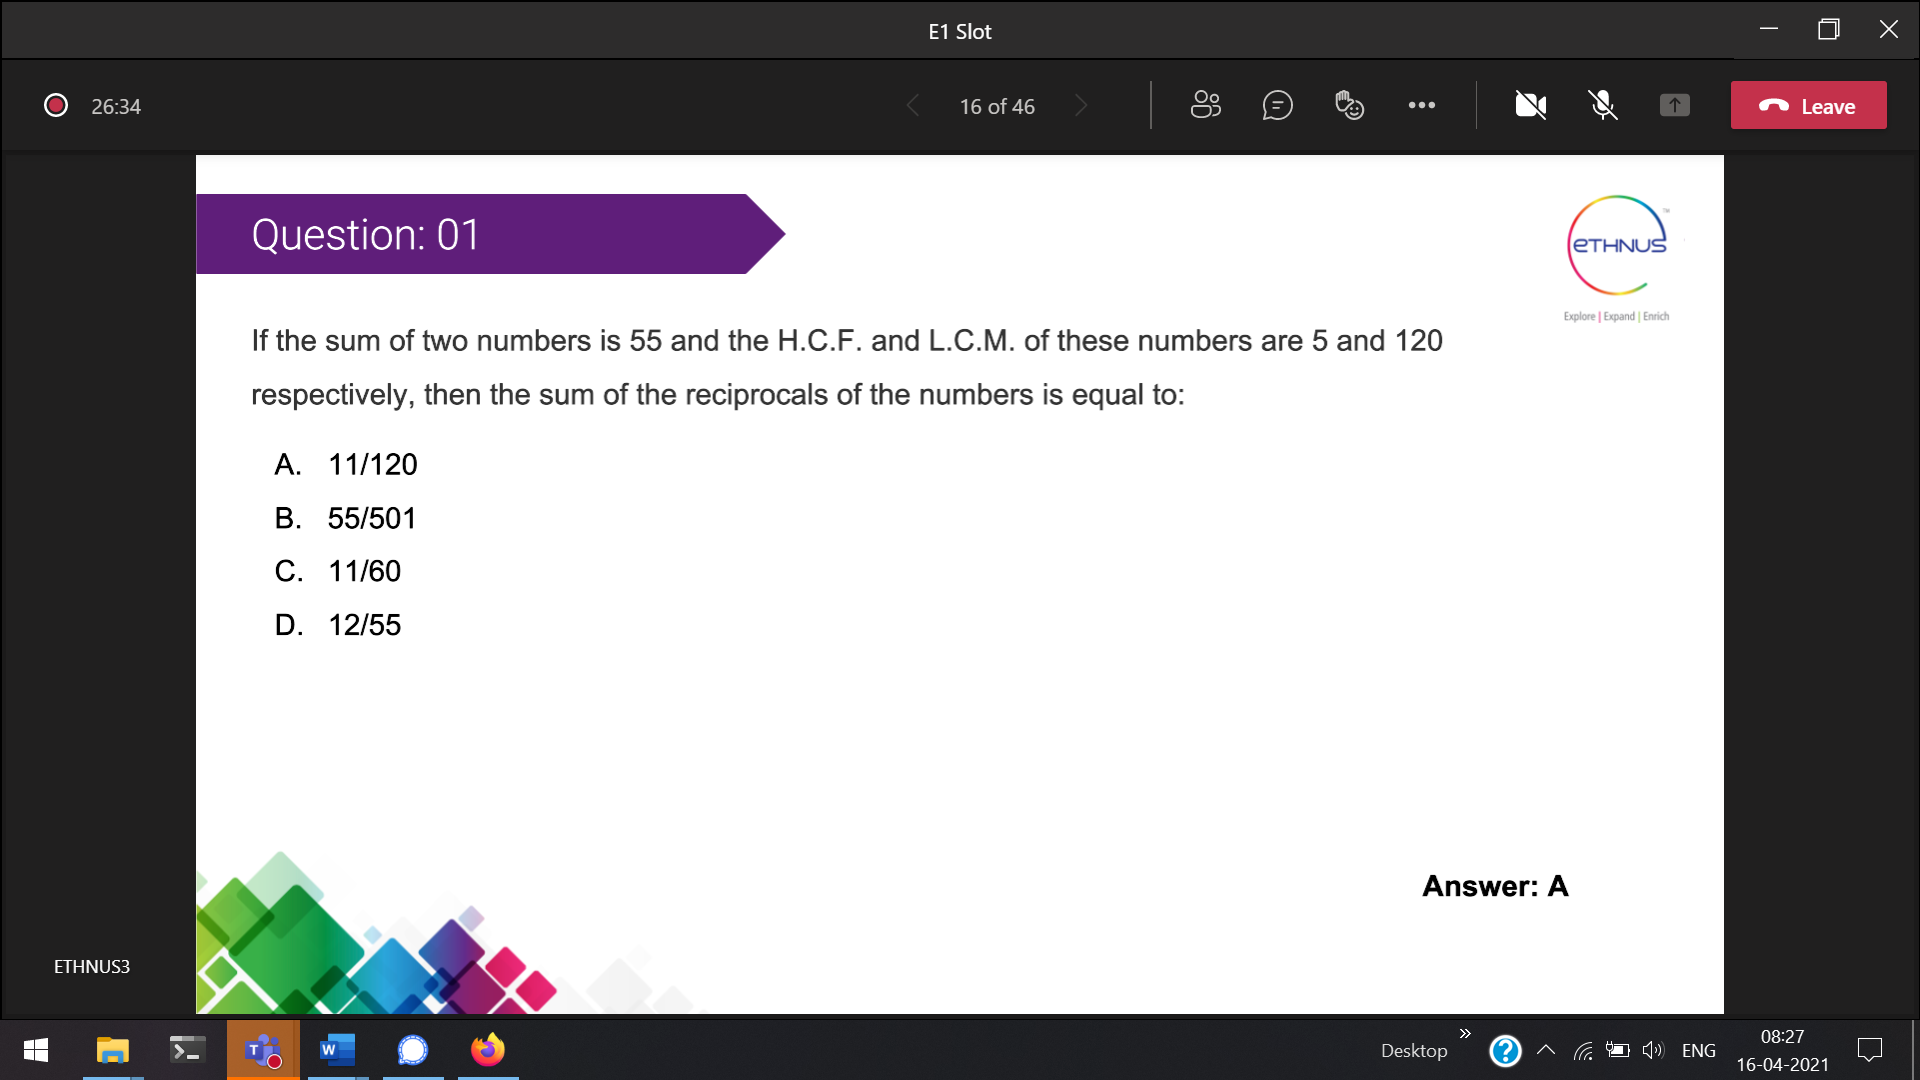 E1 Slot
26:34
16 of 46
Leave
Question: 01
eTHNUS
TM
Explore | Expand | Enrich
If the sum of two numbers is 55 and the H.C.F. and L.C.M. of these numbers are 5 and 120
respectively, then the sum of the reciprocals of the numbers is equal to:
A. 11/120
B. 55/501
C. 11/60
D. 12/55
Answer: A
ETHNUS3
Desktop
ENG
08:27
16-04-2021